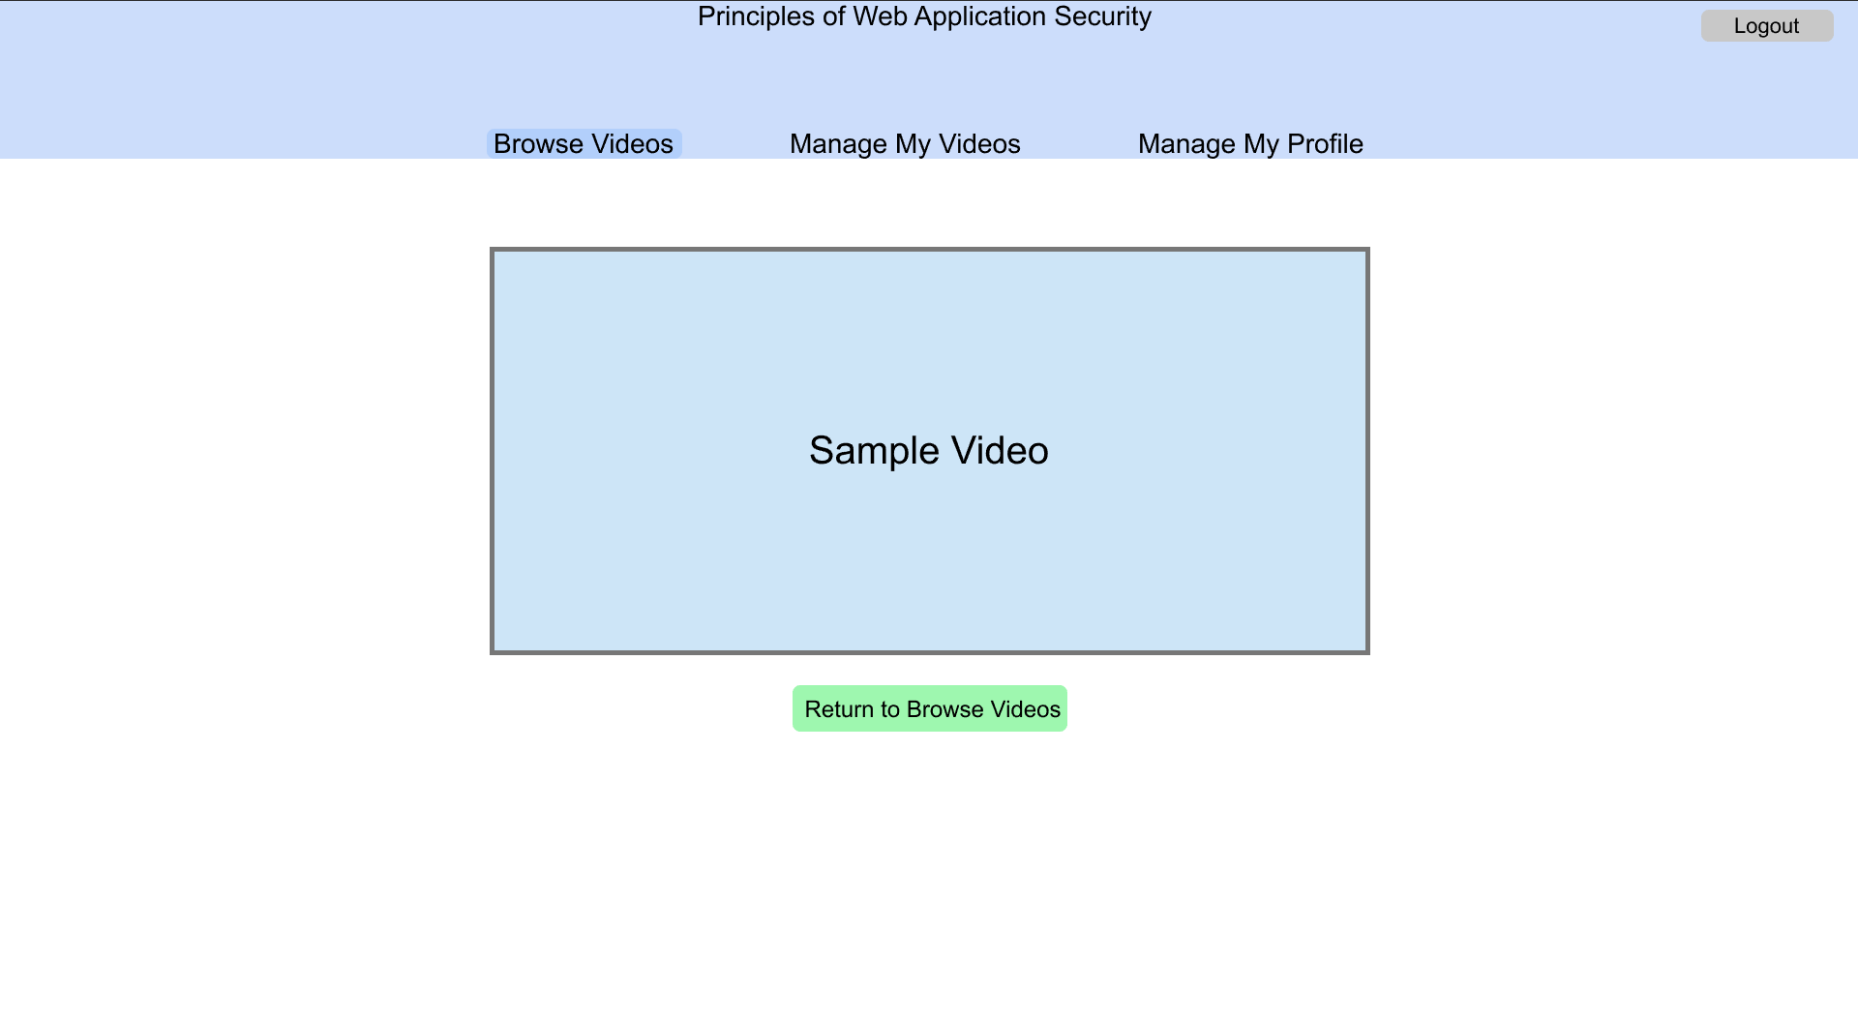 Principles of Web Application Security
Logout
Browse Videos
Manage My Videos
Manage My Profile
Sample Video
Return to Browse Videos